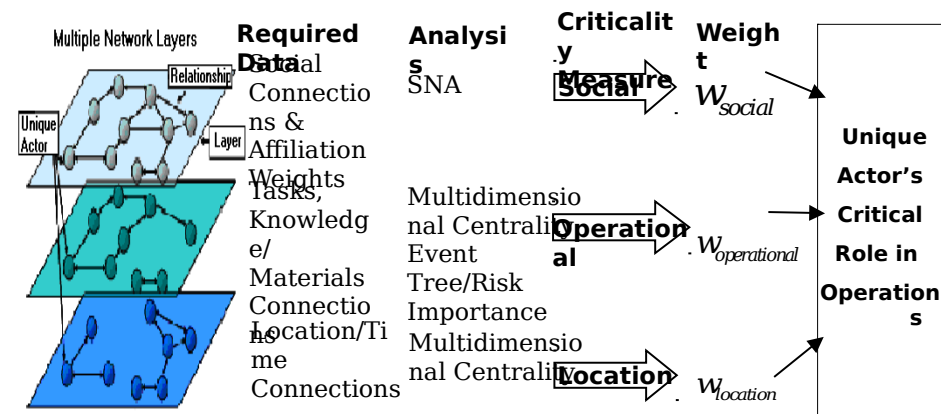 Multiple Network Layers
Relationship
Unique
Actor
Layer
Required
Data
Social
Connectio
ns &
Affiliation
Weights
Tasks,
Knowledg
e/
Materials
Connectio
ns
Location/Ti
me
Connections
Analysi
s
SNA
Multidimensio
nal Centrality
Event
Tree/Risk
Importance
Multidimensio
nal Centrality
Criticalit
y
Measure
Social
Operation
al
Location
Weigh
t
w social
w operational
w location
Unique
Actor’s
Critical
Role in
Operation
s